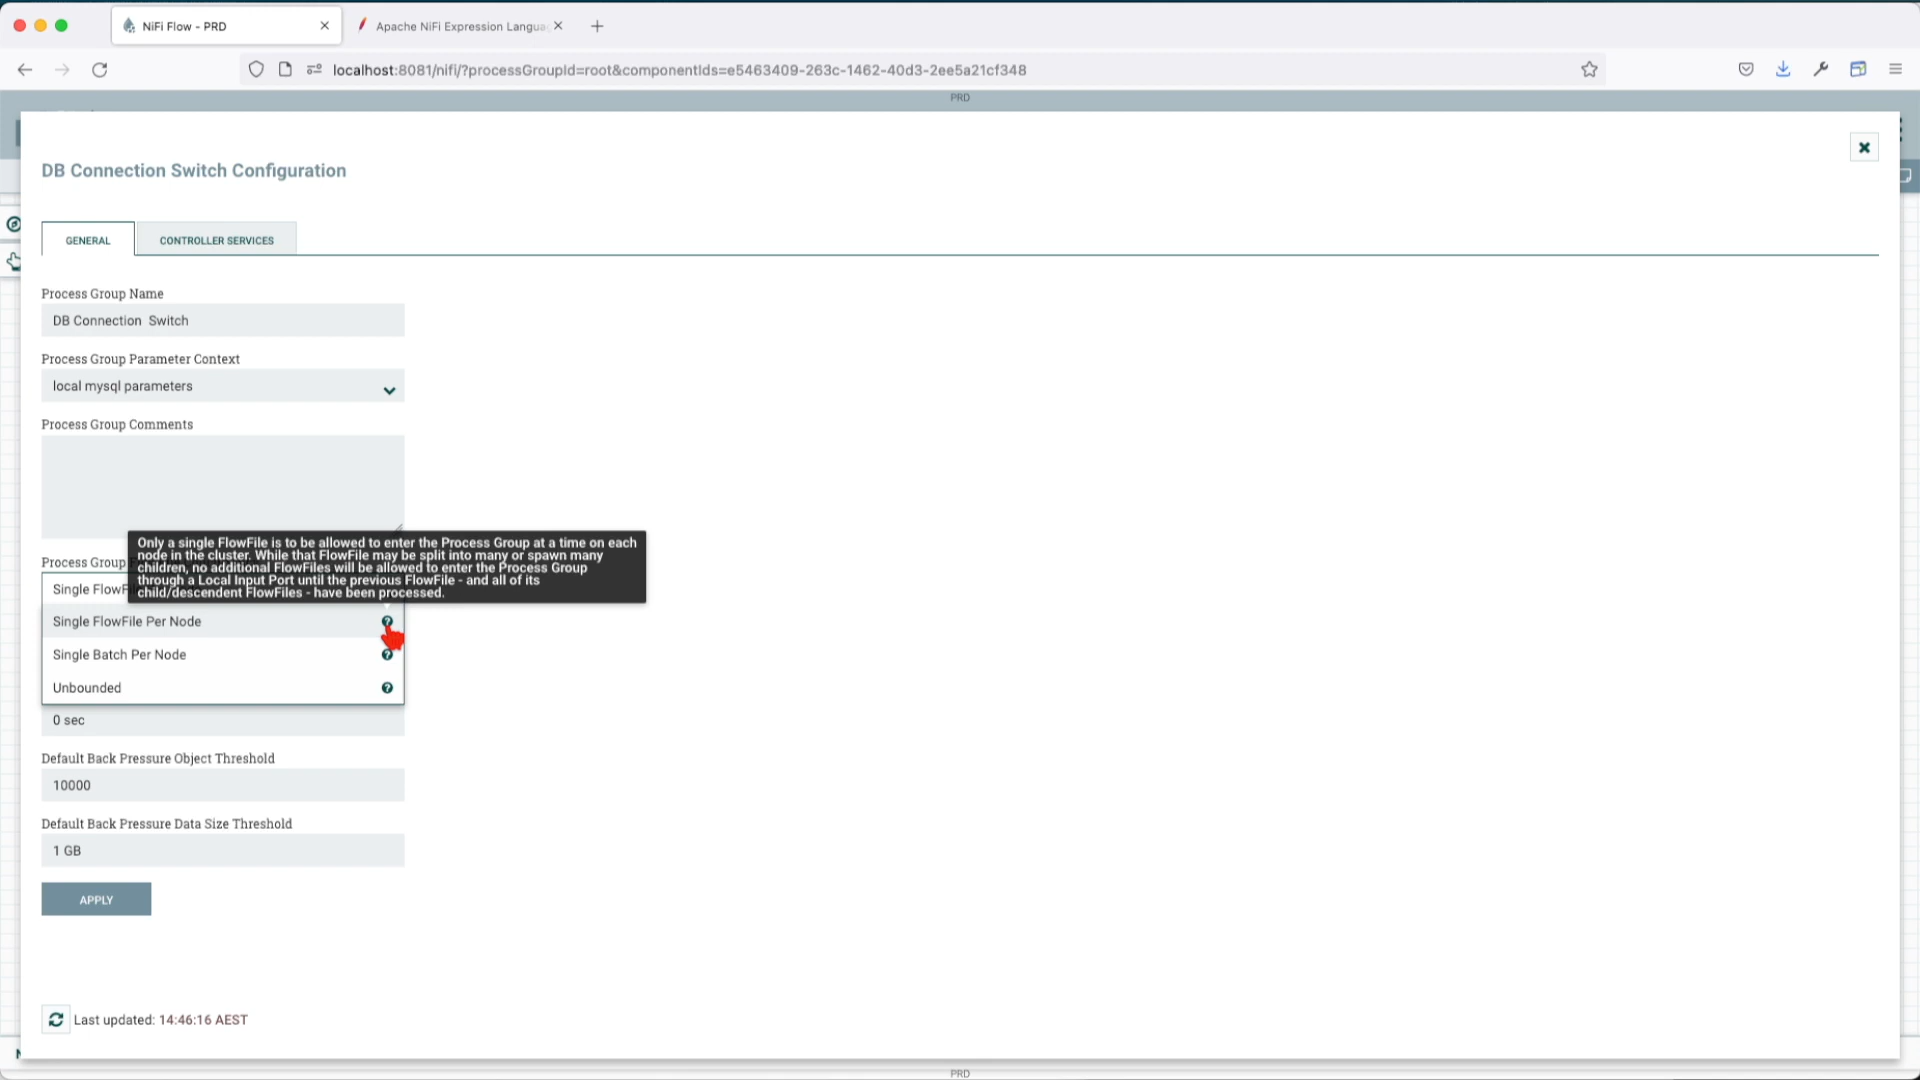 NiFi Flow - PRD
Apache NiFi Expression Langua
localhost:8081/nifi/?processGroupId=root&componentIds=e5463409-263c-1462-40d3-2ee5a21cf348
PRD
DB Connection Switch Configuration
GENERAL
CONTROLLER SERVICES
Process Group Name
DB Connection  Switch
Process Group Parameter Context
local mysql parameters
Process Group Comments
Only a single FlowFile is to be allowed to enter the Process Group at a time on each
node in the cluster. While that FlowFile may be split into many or spawn many
children, no additional FlowFiles will be allowed to enter the Process Group
through a Local Input Port until the previous FlowFile - and all of its
child/descendent FlowFiles - have been processed.
Process Group
Single FlowFi
Single FlowFile Per Node
Single Batch Per Node
Unbounded
0 sec
Default Back Pressure Object Threshold
10000
Default Back Pressure Data Size Threshold
1 GB
APPLY
Last updated: 14:46:16 AEST
PRD